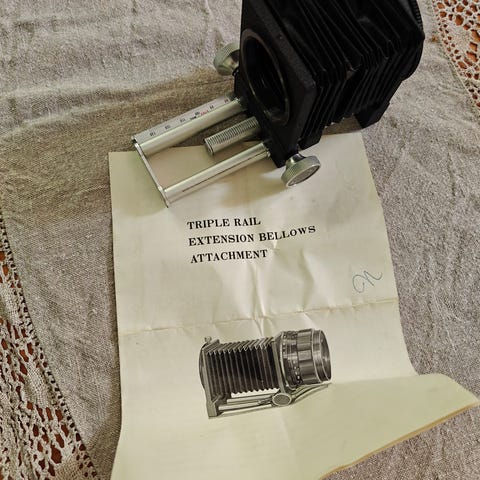 TRIPLE RAIL
EXTENSION BELLOWS
ATTACHMENT